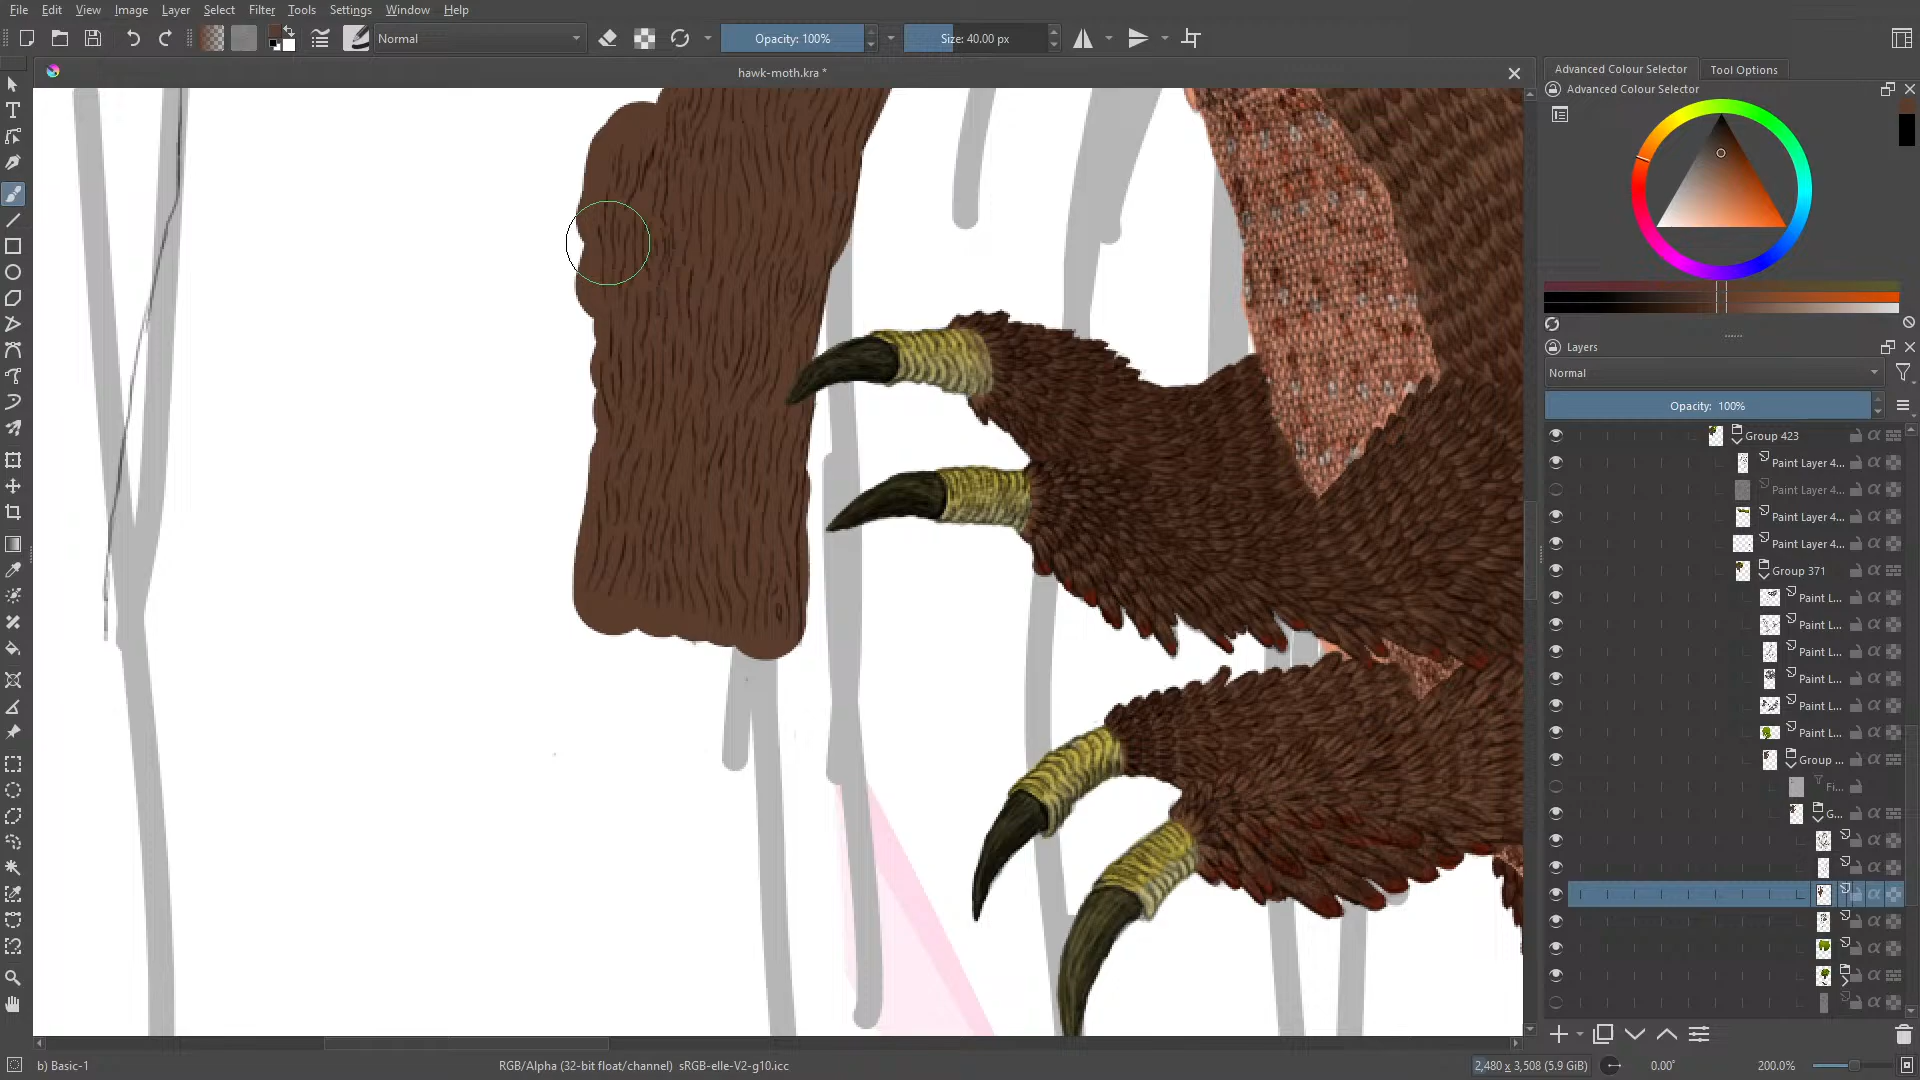 File Edit View Image Layer Select Filter Tools Settings Window Help
Normal
Opacity: 100%
Size: 40.00 px
hawk-moth.kra *
Advanced Colour Selector
Tool Options
Advanced Colour Selector
Layers
Normal
Opacity: 100%
Group 423
Paint Layer 4...
Paint Layer 4...
Paint Layer 4...
Paint Layer 4...
Group 371
Paint L...
Paint L...
Paint L...
Paint L...
Paint L...
Paint L...
Group ...
Fi...
G...
b) Basic-1
RGB/Alpha (32-bit float/channel) sRGB-elle-V2-g10.icc
2,480 x 3,508 (5.9 GiB)
0.00°
200.0%